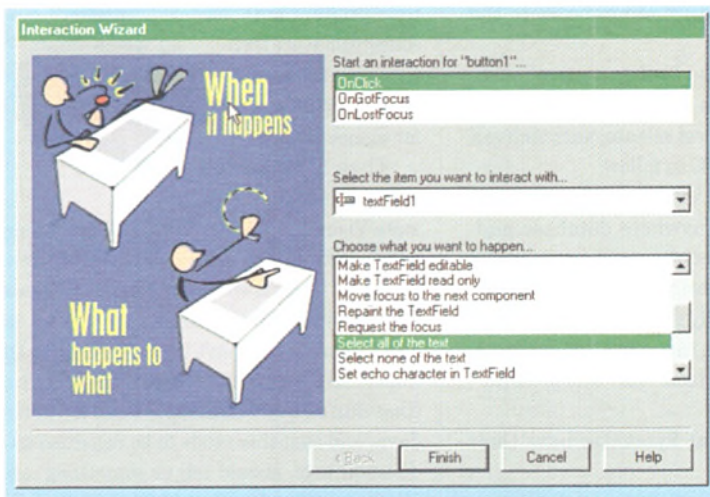 Interaction Wizard
When
it happens
What
happens to
what
Start an interaction for "button1"...
OnClick
OnGotFocus
OnLostFocus
Select the item you want to interact with...
textField1
Choose what you want to happen...
Make TextField editable
Make TextField read only
Move focus to the next component
Repaint the TextField
Request the focus
Select all of the text
Select none of the text
Set echo character in TextField
< Back
Finish
Cancel
Help